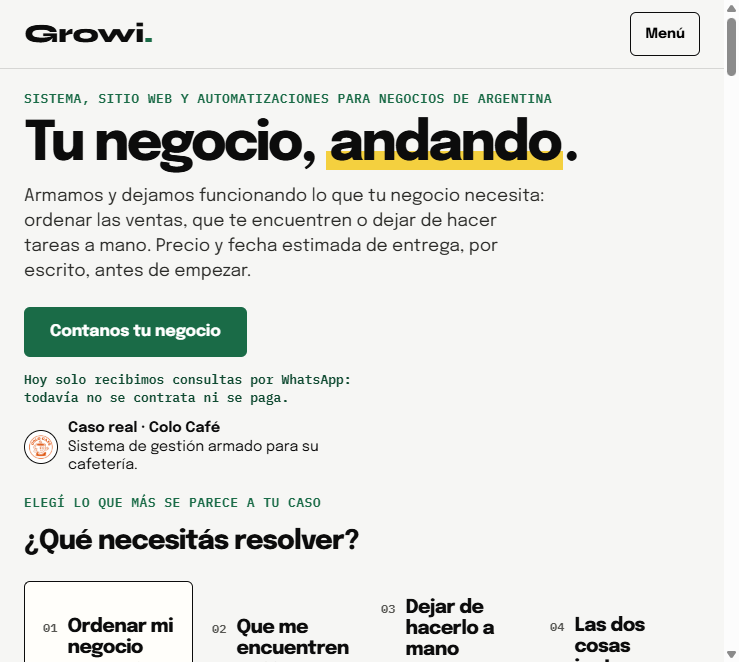 Growi.
Menú
SISTEMA, SITIO WEB Y AUTOMATIZACIONES PARA NEGOCIOS DE ARGENTINA
Tu negocio, andando.
Armamos y dejamos funcionando lo que tu negocio necesita:
ordenar las ventas, que te encuentren o dejar de hacer
tareas a mano. Precio y fecha estimada de entrega, por
escrito, antes de empezar.
Contanos tu negocio
Hoy solo recibimos consultas por WhatsApp:
todavía no se contrata ni se paga.
Caso real · Colo Café
Sistema de gestión armado para su
cafetería.
ELEGÍ LO QUE MÁS SE PARECE A TU CASO
¿Qué necesitás resolver?
01 Ordenar mi
negocio
02 Que me
encuentren
03 Dejar de
hacerlo a
mano
04 Las dos
cosas